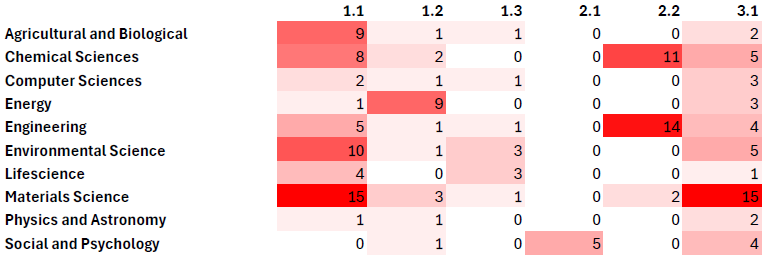 1.1 1.2 1.3 2.1 2.2 3.1
Agricultural and Biological 9 1 1 0 0 2
Chemical Sciences 8 2 0 0 11 5
Computer Sciences 2 1 1 0 0 3
Energy 1 9 0 0 0 3
Engineering 5 1 1 0 14 4
Environmental Science 10 1 3 0 0 5
Lifescience 4 0 3 0 0 1
Materials Science 15 3 1 0 2 15
Physics and Astronomy 1 1 0 0 0 2
Social and Psychology 0 1 0 5 0 4